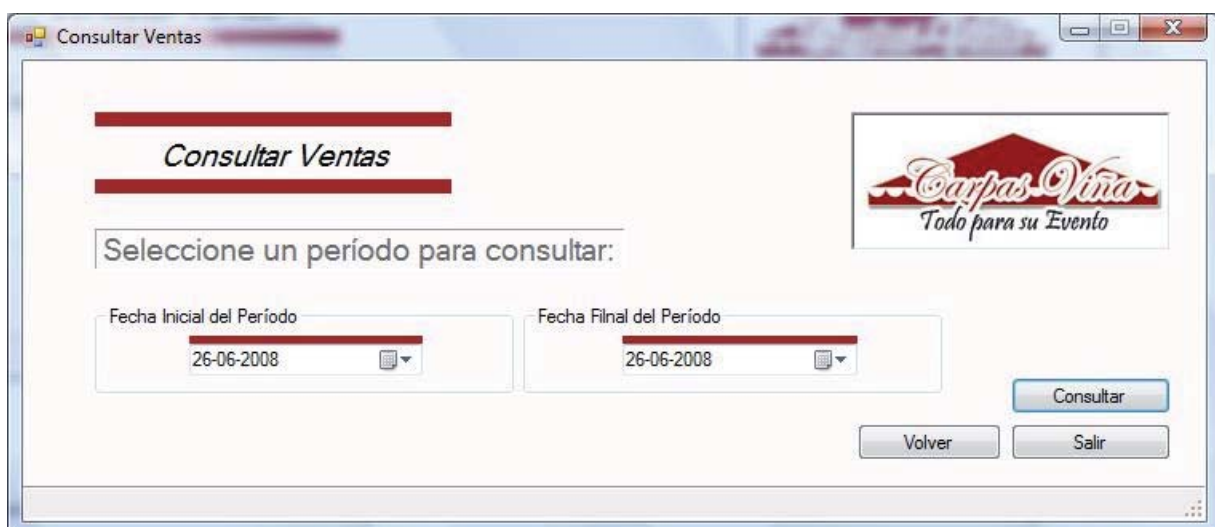 Consultar Ventas
Consultar Ventas
Carpas Viña
Todo para su Evento
Seleccione un período para consultar:
Fecha Inicial del Período
Fecha Filnal del Período
26-06-2008
26-06-2008
Consultar
Volver
Salir